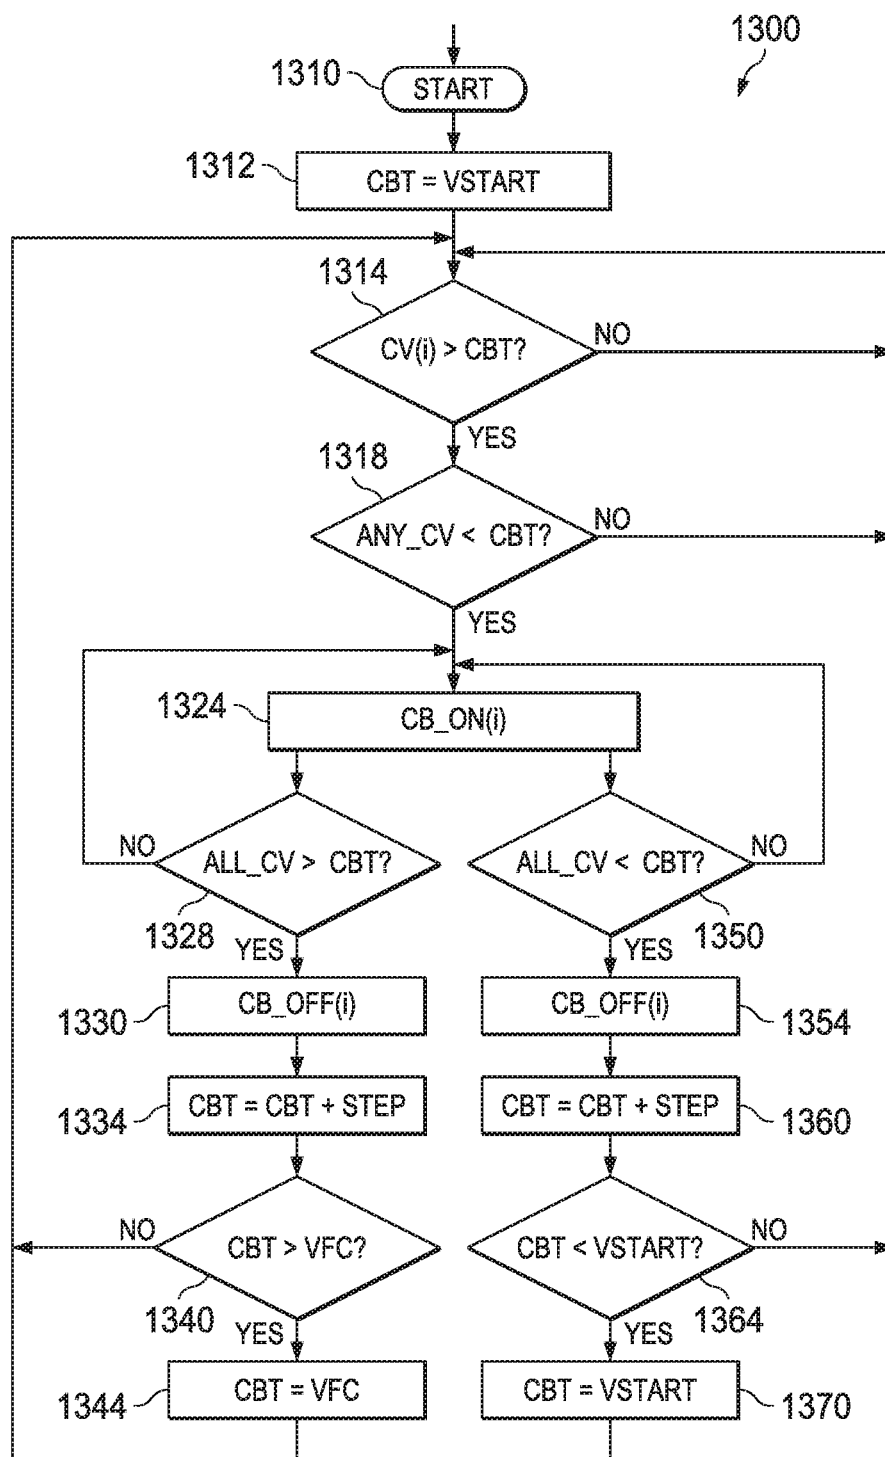 1300
1310
START
1312
CBT = VSTART
1314
CV(i) > CBT?
NO
YES
1318
ANY_CV < CBT?
NO
YES
1324
CB_ON(i)
NO
ALL_CV > CBT?
ALL_CV < CBT?
NO
1328
YES
YES
1350
1330
CB_OFF(i)
CB_OFF(i)
1354
1334
CBT = CBT + STEP
CBT = CBT + STEP
1360
NO
CBT > VFC?
CBT < VSTART?
NO
1340
YES
YES
1364
1344
CBT = VFC
CBT = VSTART
1370